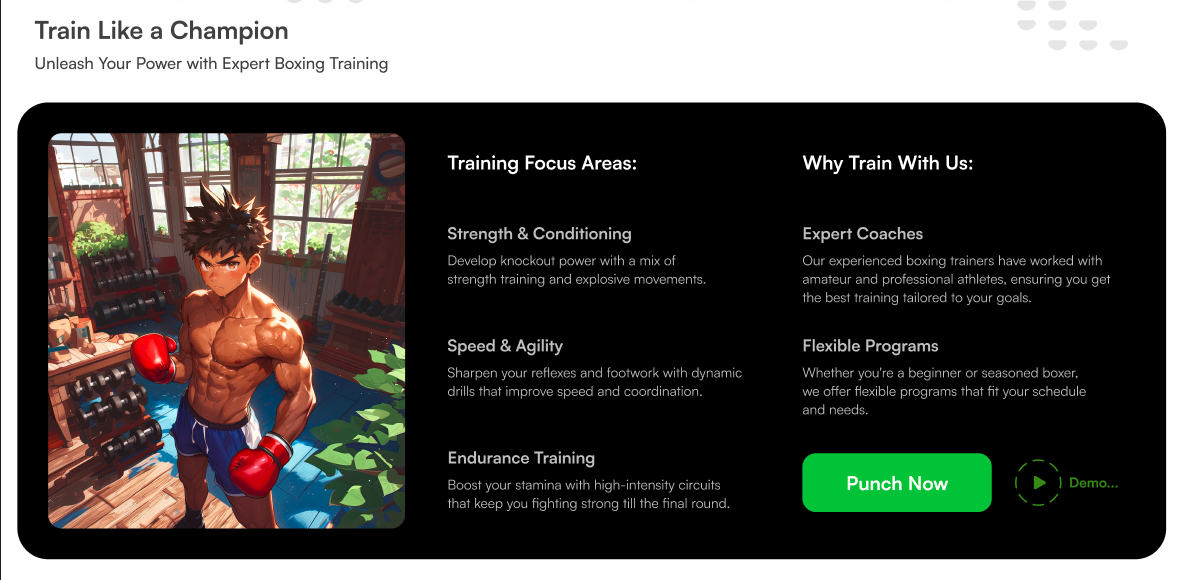 Train Like a Champion
Unleash Your Power with Expert Boxing Training
Training Focus Areas:
Strength & Conditioning
Develop knockout power with a mix of
strength training and explosive movements.
Speed & Agility
Sharpen your reflexes and footwork with dynamic
drills that improve speed and coordination.
Endurance Training
Boost your stamina with high-intensity circuits
that keep you fighting strong till the final round.
Why Train With Us:
Expert Coaches
Our experienced boxing trainers have worked with
amateur and professional athletes, ensuring you get
the best training tailored to your goals.
Flexible Programs
Whether you're a beginner or seasoned boxer,
we offer flexible programs that fit your schedule
and needs.
Punch Now
Demo...